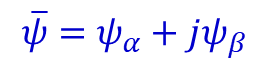 ψ̄ = ψ_α + jψ_β